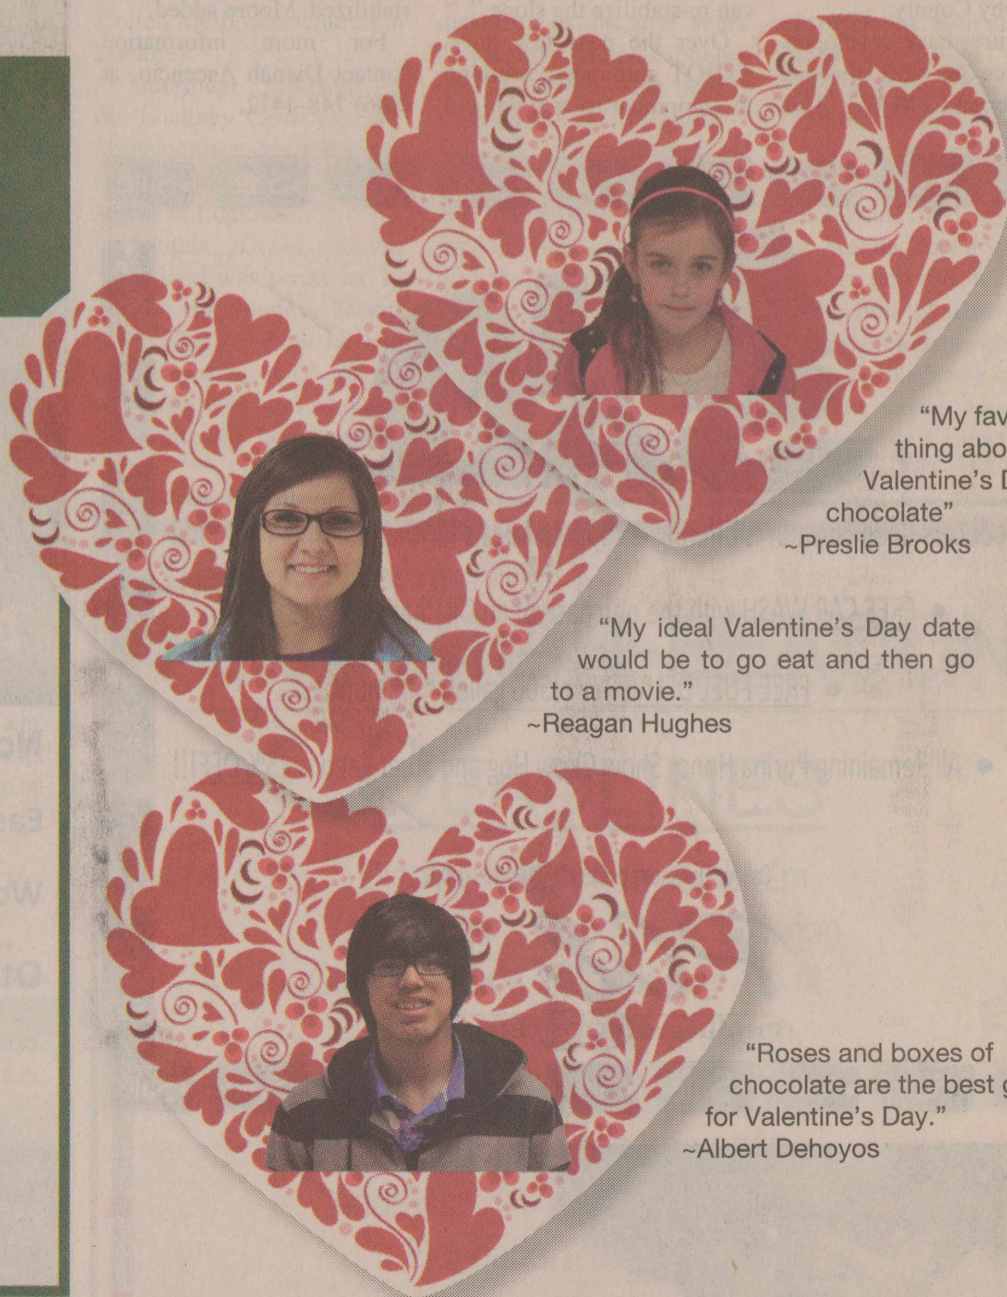 “My fav
thing abo
Valentine’s D
chocolate”
~Preslie Brooks
“My ideal Valentine’s Day date
would be to go eat and then go
to a movie.”
~Reagan Hughes
“Roses and boxes of
chocolate are the best g
for Valentine’s Day.”
~Albert Dehoyos